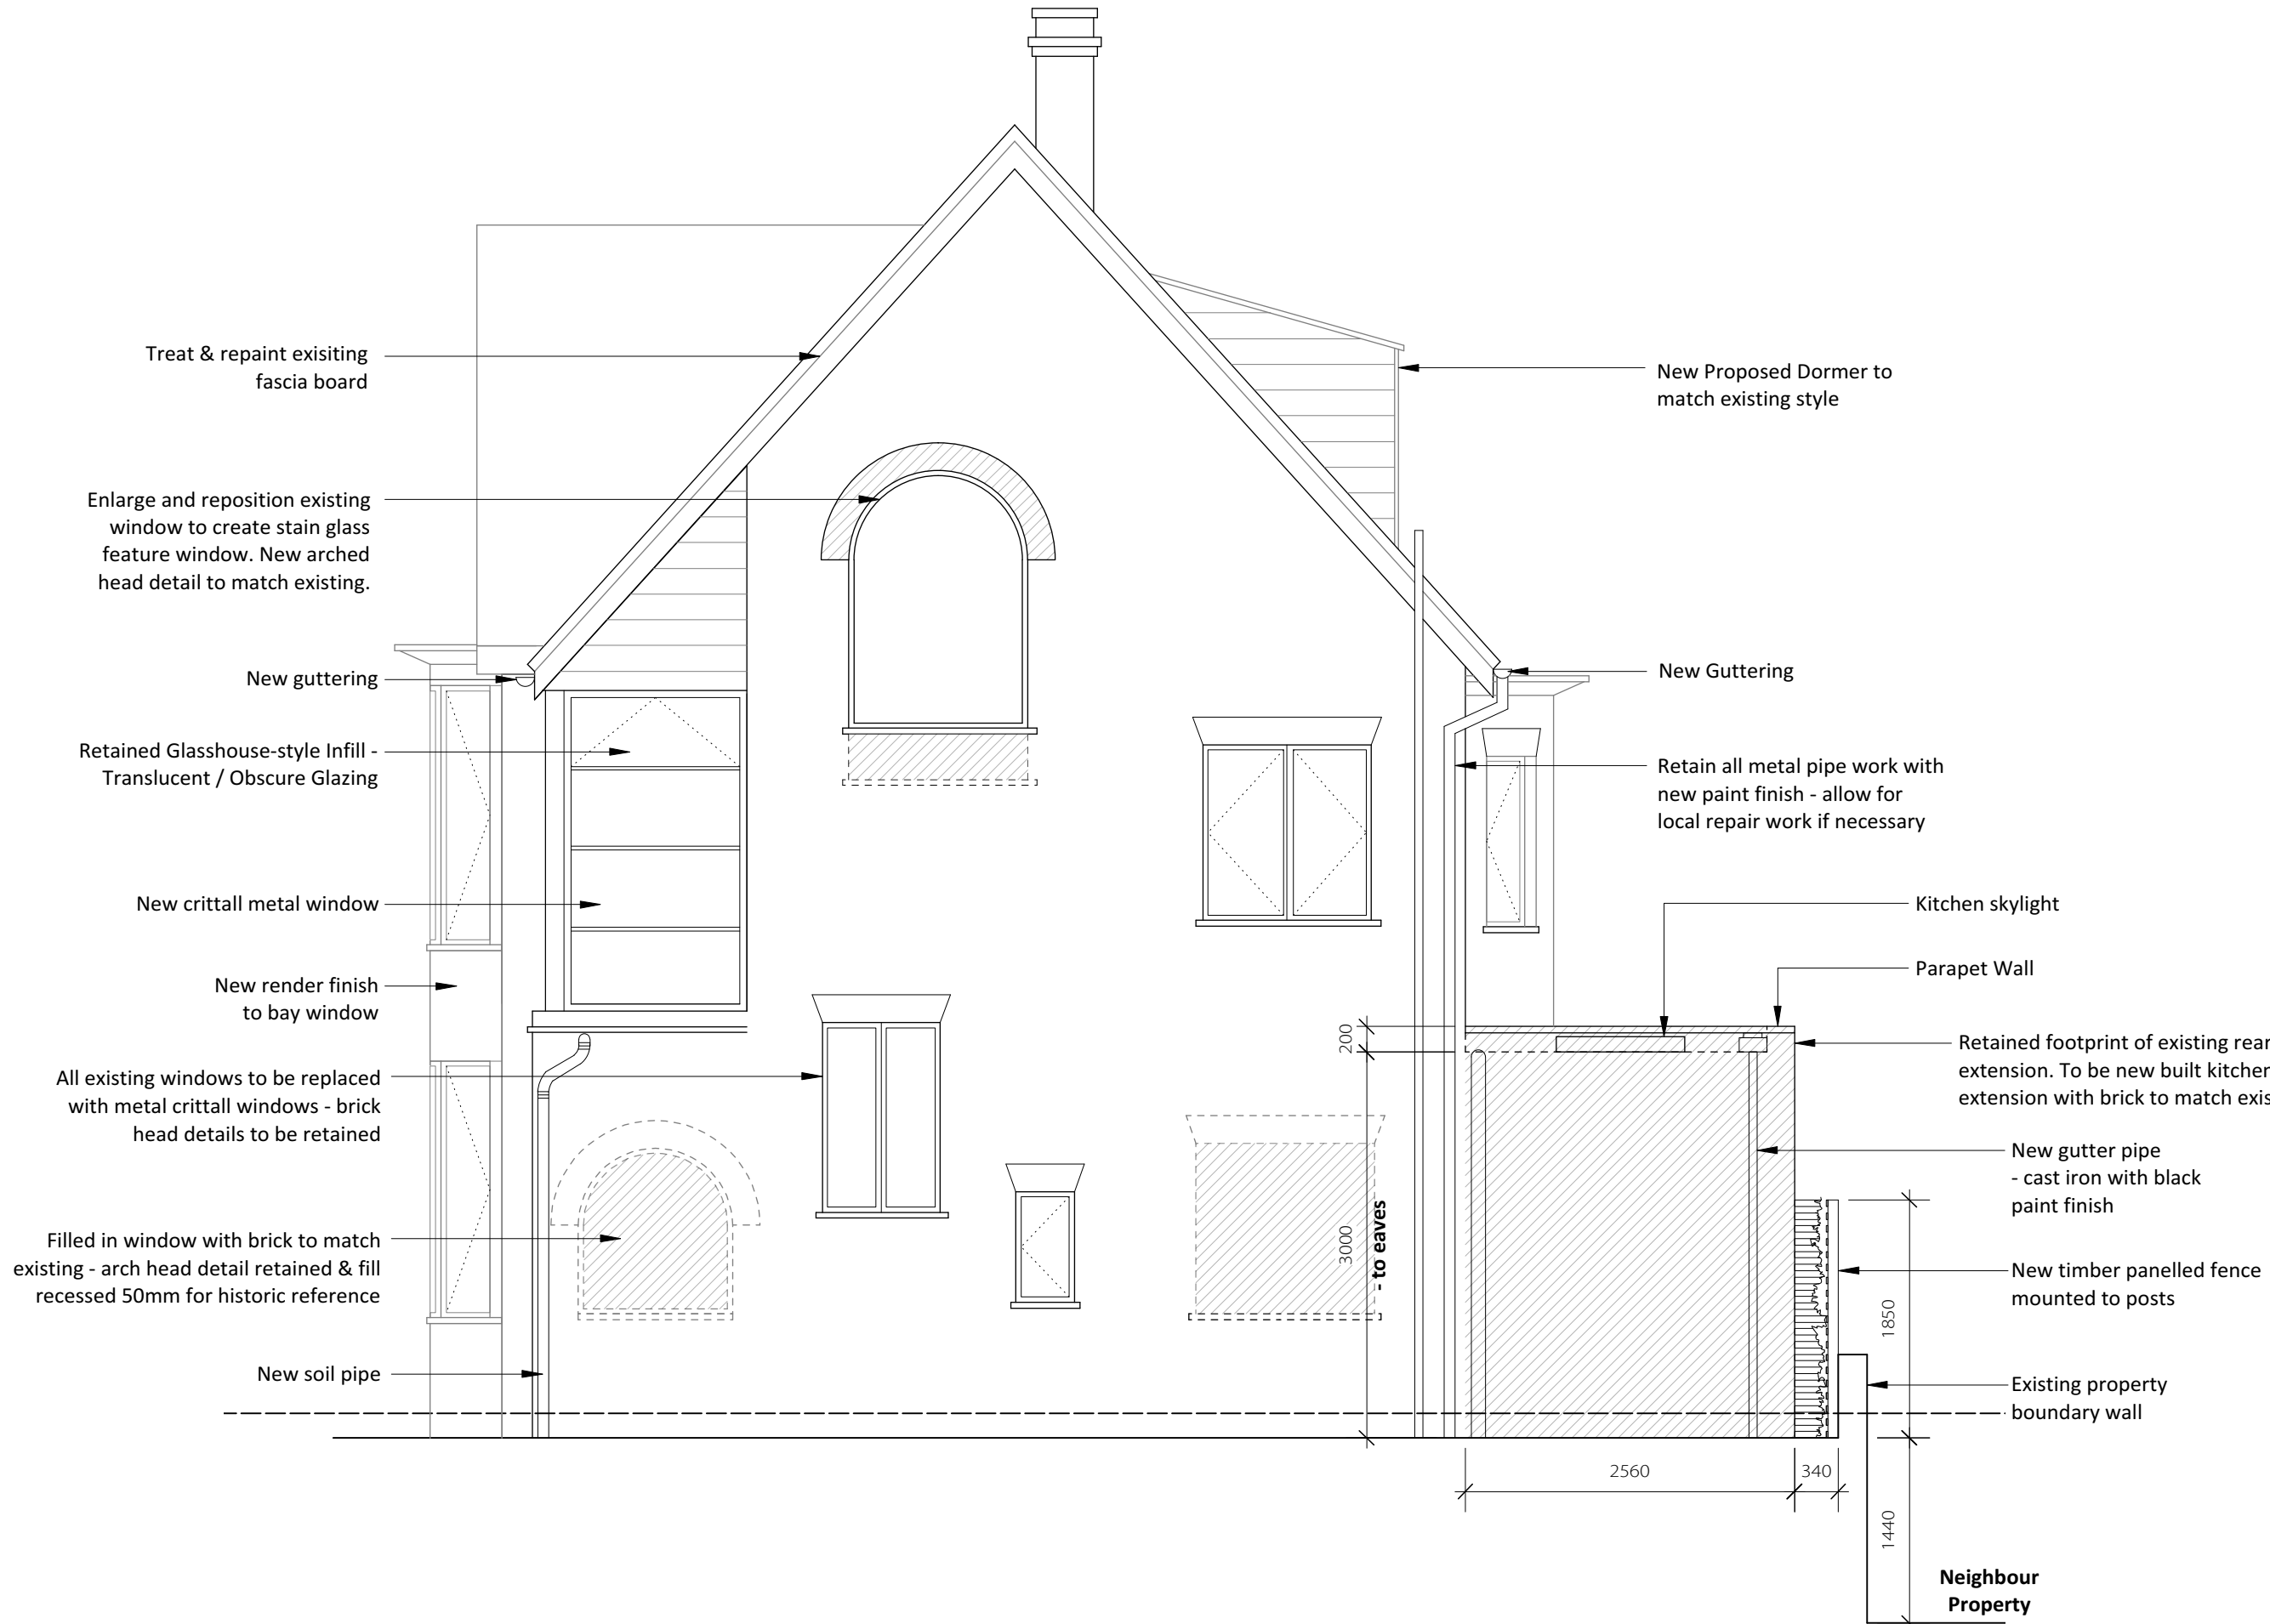 Treat & repaint exisiting
fascia board
Enlarge and reposition existing
window to create stain glass
feature window. New arched
head detail to match existing.
New guttering
Retained Glasshouse-style Infill -
Translucent / Obscure Glazing
New crittall metal window
New render finish
to bay window
All existing windows to be replaced
with metal crittall windows - brick
head details to be retained
Filled in window with brick to match
existing - arch head detail retained & fill
recessed 50mm for historic reference
New soil pipe
200
3000
- to eaves
New Proposed Dormer to
match existing style
New Guttering
Retain all metal pipe work with
new paint finish - allow for
local repair work if necessary
Kitchen skylight
Parapet Wall
Retained footprint of existing rear
extension. To be new built kitchen
extension with brick to match exis
New gutter pipe
- cast iron with black
paint finish
New timber panelled fence
mounted to posts
1850
Existing property
boundary wall
2560
340
1440
Neighbour
Property